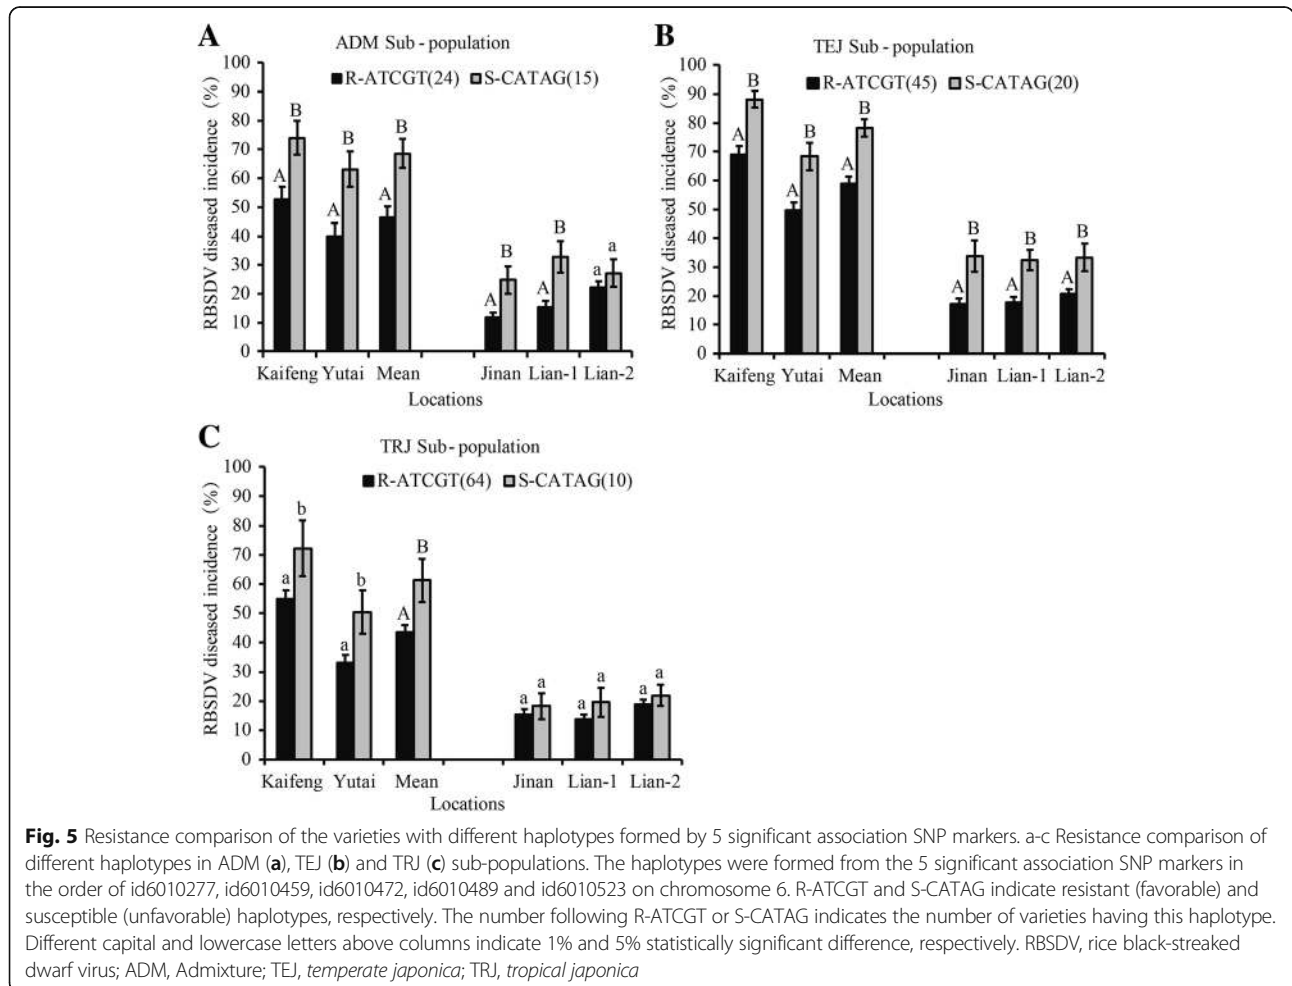 A
ADM Sub - population
R-ATCGT(24) S-CATAG(15)
RBSDV diseased incidence (%)
100
90
80
70
60
50
40
30
20
10
0
A B A B A B A B A B a a
Kaifeng Yutai Mean Jinan Lian-1 Lian-2
Locations
B
TEJ Sub - population
R-ATCGT(45) S-CATAG(20)
RBSDV diseased incidence (%)
100
90
80
70
60
50
40
30
20
10
0
A B A B A B A B A B A B
Kaifeng Yutai Mean Jinan Lian-1 Lian-2
Locations
C
TRJ Sub - population
R-ATCGT(64) S-CATAG(10)
RBSDV diseased incidence (%)
100
90
80
70
60
50
40
30
20
10
0
a b a b A B a a a a a a
Kaifeng Yutai Mean Jinan Lian-1 Lian-2
Locations
Fig. 5 Resistance comparison of the varieties with different haplotypes formed by 5 significant association SNP markers. a-c Resistance comparison of
different haplotypes in ADM (a), TEJ (b) and TRJ (c) sub-populations. The haplotypes were formed from the 5 significant association SNP markers in
the order of id6010277, id6010459, id6010472, id6010489 and id6010523 on chromosome 6. R-ATCGT and S-CATAG indicate resistant (favorable) and
susceptible (unfavorable) haplotypes, respectively. The number following R-ATCGT or S-CATAG indicates the number of varieties having this haplotype.
Different capital and lowercase letters above columns indicate 1% and 5% statistically significant difference, respectively. RBSDV, rice black-streaked
dwarf virus; ADM, Admixture; TEJ, temperate japonica; TRJ, tropical japonica